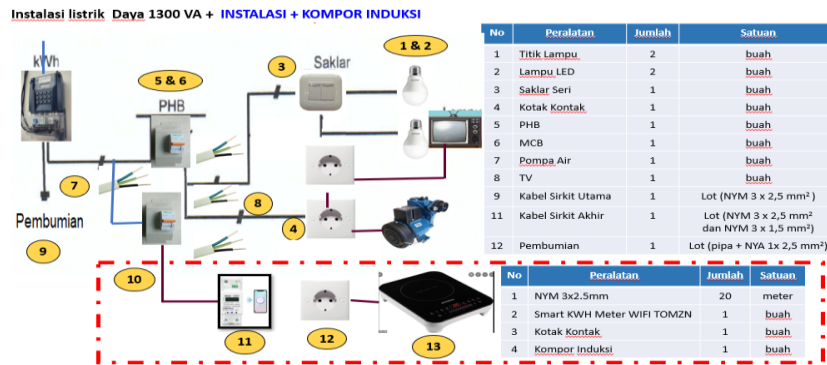 Instalasi listrik Daya 1300 VA + INSTALASI + KOMPOR INDUKSI
kWh
5 & 6
PHB
3
Saklar
1 & 2
7
8
4
Pembumian
9
10
11
12
13
No Peralatan Jumlah Satuan
1 Titik Lampu 2 buah
2 Lampu LED 2 buah
3 Saklar Seri 1 buah
4 Kotak Kontak 1 buah
5 PHB 1 buah
6 MCB 1 buah
7 Pompa Air 1 buah
8 TV 1 buah
9 Kabel Sirkit Utama 1 Lot (NYM 3 x 2,5 mm²)
11 Kabel Sirkit Akhir 1 Lot (NYM 3 x 2,5 mm²
dan NYM 3 x 1,5 mm²)
12 Pembumian 1 Lot (pipa + NYA 1x 2,5 mm²)
No Peralatan Jumlah Satuan
1 NYM 3x2.5mm 20 meter
2 Smart KWH Meter WIFI TOMZN 1 buah
3 Kotak Kontak 1 buah
4 Kompor Induksi 1 buah